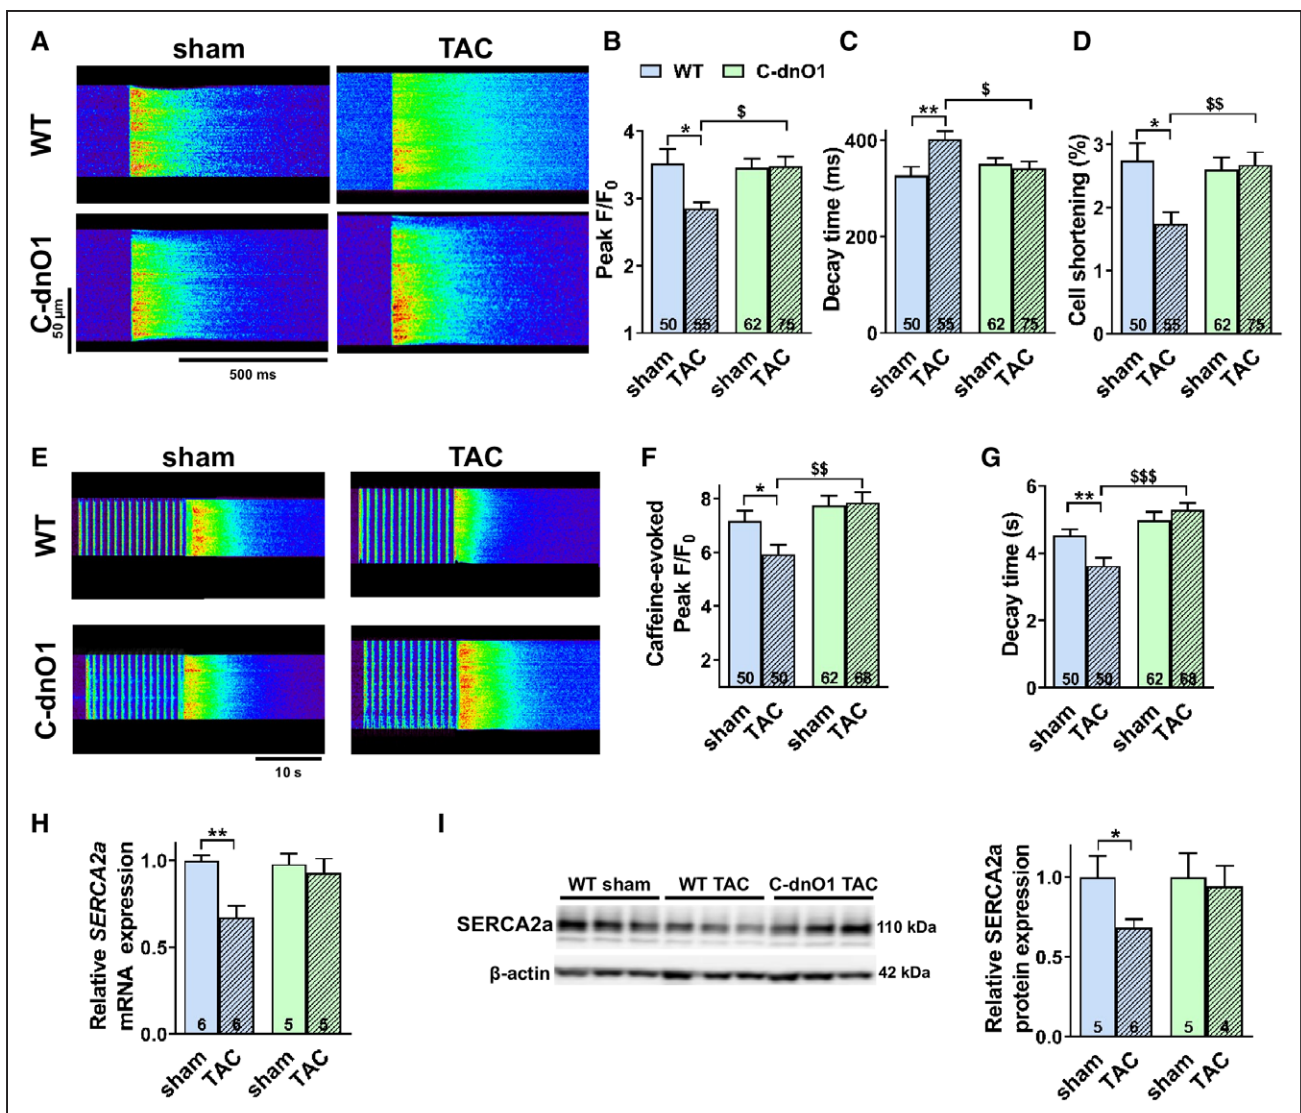 A
sham
TAC
WT
C-dnO1
50 µm
500 ms
WT
C-dnO1
B
Peak F/F0
4
3
2
1
*
$
50
55
62
75
sham
TAC
sham
TAC
C
Decay time (ms)
400
200
0
**
$
50
55
62
75
sham
TAC
sham
TAC
D
Cell shortening (%)
3
2
1
0
*
$$
50
55
62
75
sham
TAC
sham
TAC
E
sham
TAC
WT
C-dnO1
10 s
F
Caffeine-evoked
Peak F/F0
8
6
4
2
*
$$
50
50
62
68
sham
TAC
sham
TAC
G
Decay time (s)
6
4
2
0
**
$$$
50
50
62
68
sham
TAC
sham
TAC
H
Relative SERCA2a
mRNA expression
1.0
0.5
0.0
**
6
6
5
5
sham
TAC
sham
TAC
I
WT sham
WT TAC
C-dnO1 TAC
SERCA2a
110 kDa
β-actin
42 kDa
Relative SERCA2a
protein expression
1.0
0.5
0.0
*
5
6
5
4
sham
TAC
sham
TAC